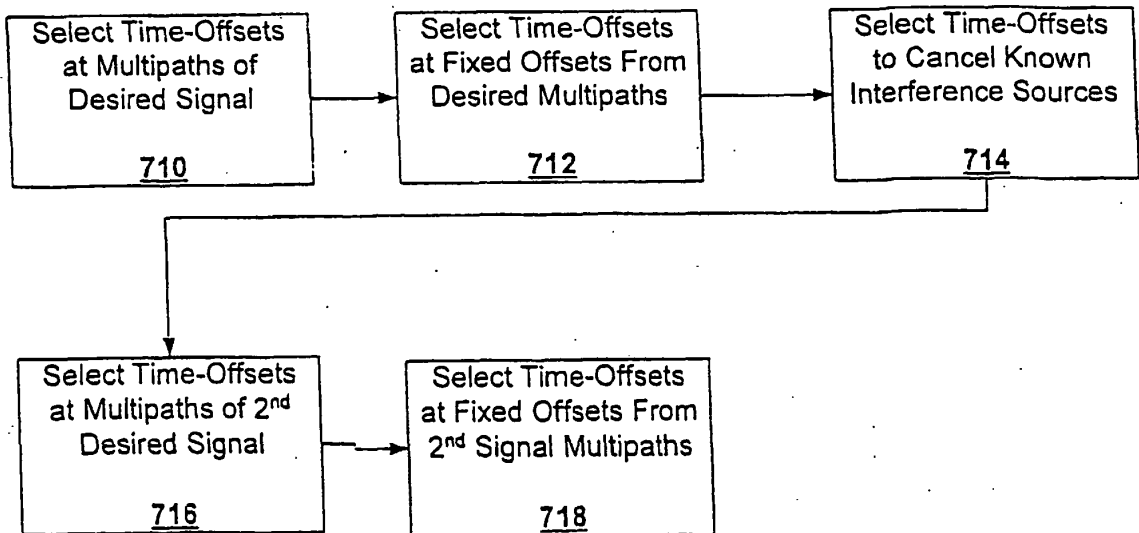 Select Time-Offsets
at Multipaths of
Desired Signal
710
Select Time-Offsets
at Fixed Offsets From
Desired Multipaths
712
Select Time-Offsets
to Cancel Known
Interference Sources
714
Select Time-Offsets
at Multipaths of 2nd
Desired Signal
716
Select Time-Offsets
at Fixed Offsets From
2nd Signal Multipaths
718